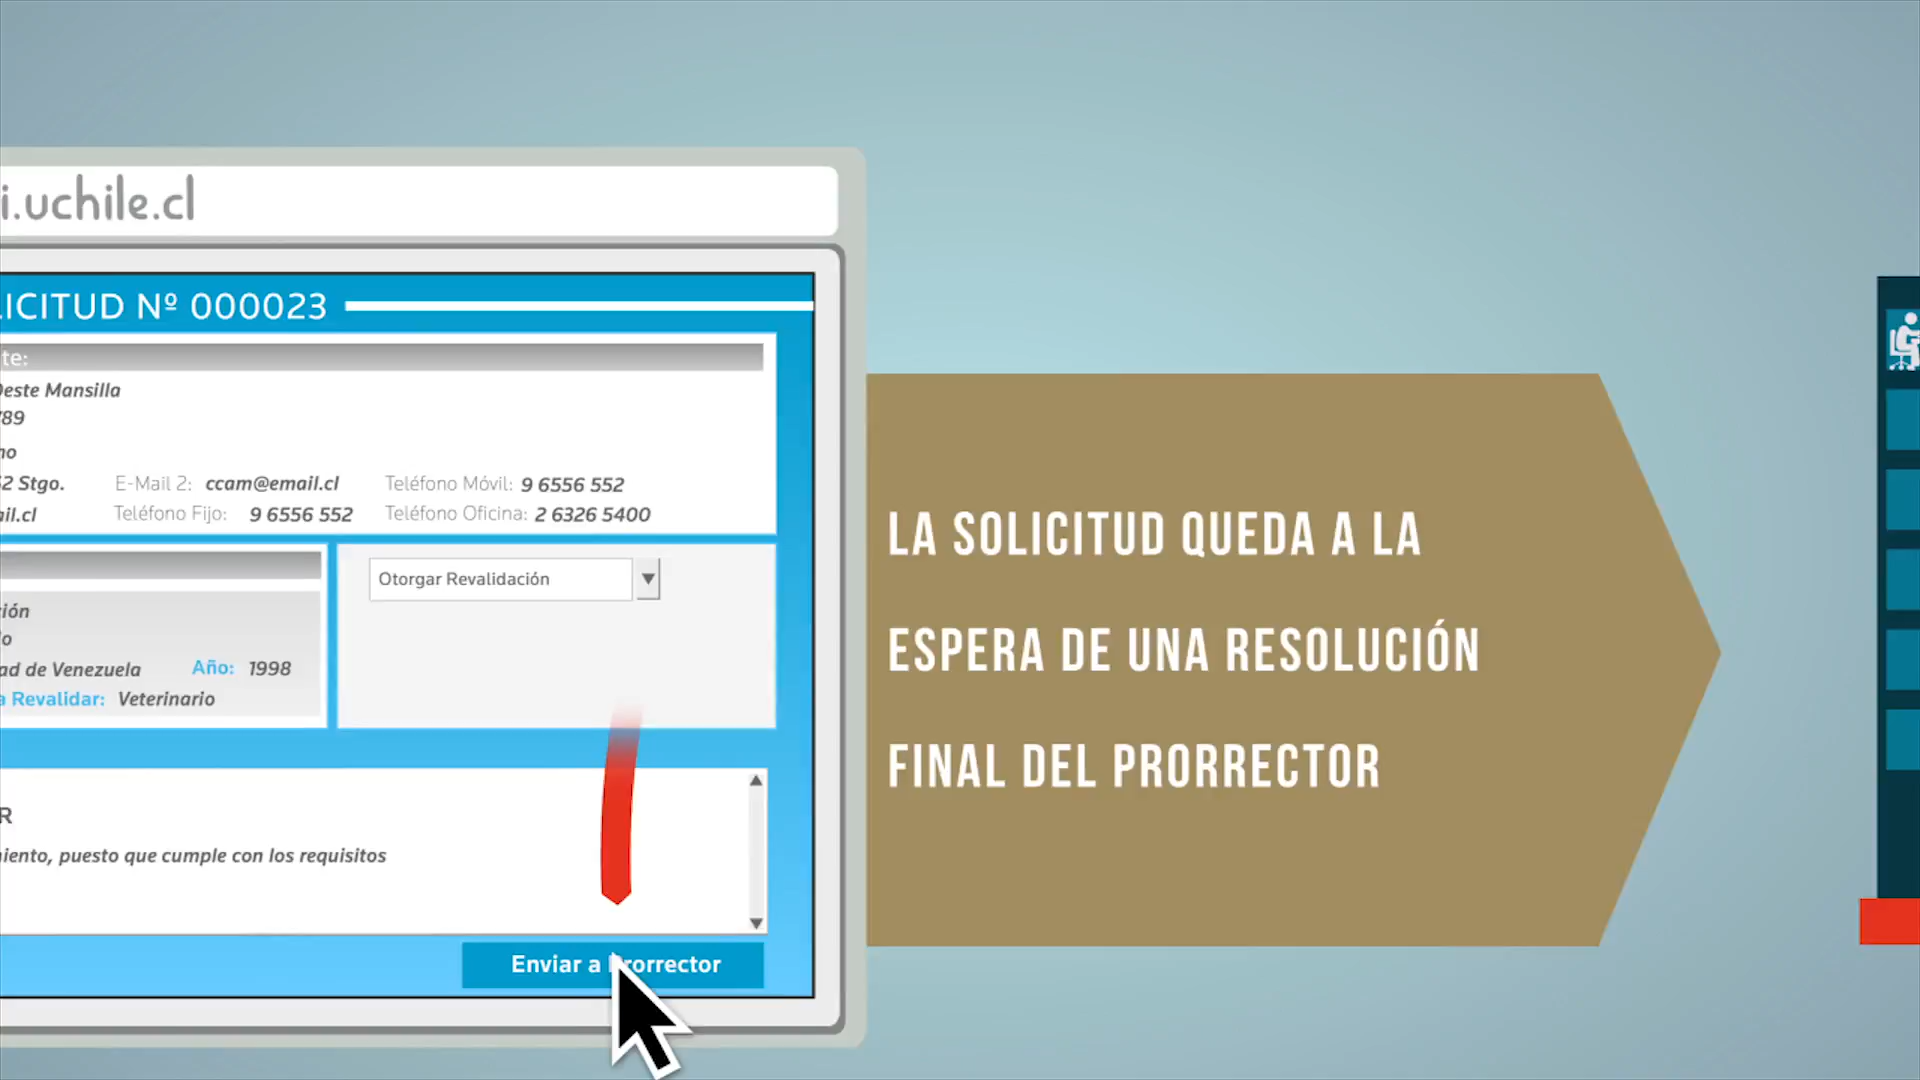 i.uchile.cl
ICITUD Nº 000023
te:
Deste Mansilla
789
no
52 Stgo. E-Mail 2: ccam@email.cl Teléfono Móvil: 9 6556 552
ail.cl Teléfono Fijo: 9 6556 552 Teléfono Oficina: 2 6326 5400
Otorgar Revalidación
ión
lo
ad de Venezuela Año: 1998
a Revalidar: Veterinario
R
iento, puesto que cumple con los requisitos
Enviar a Prorrector
LA SOLICITUD QUEDA A LA
ESPERA DE UNA RESOLUCIÓN
FINAL DEL PRORRECTOR